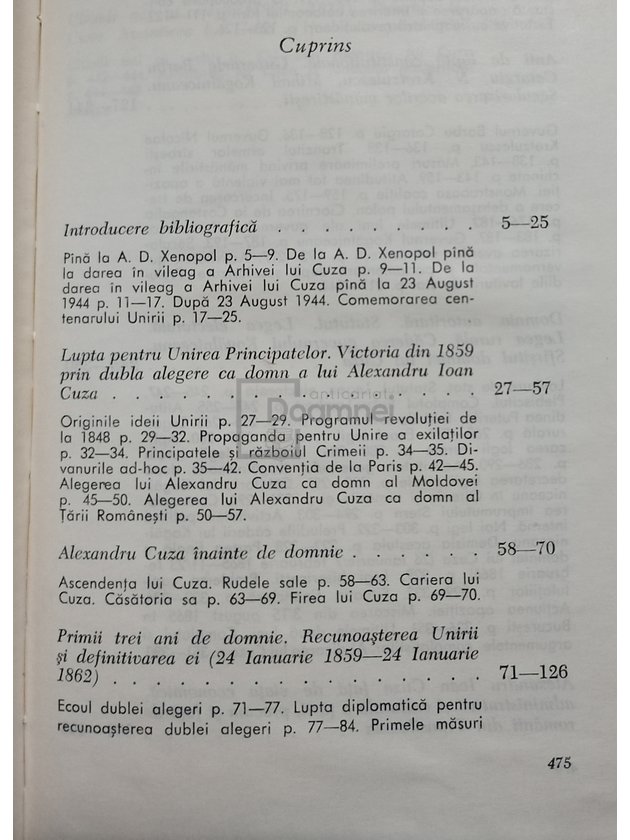 Cuprins
Introducere bibliografică . . . . . . . . . 5—25
Pînă la A. D. Xenopol p. 5—9. De la A. D. Xenopol pînă
la darea în vileag a Arhivei lui Cuza p. 9—11. De la
darea în vileag a Arhivei lui Cuza pînă la 23 August
1944 p. 11—17. După 23 August 1944. Comemorarea cen-
tenarului Unirii p. 17—25.
Lupta pentru Unirea Principatelor. Victoria din 1859
prin dubla alegere ca domn a lui Alexandru Ioan
Cuza . . . . . . . . . . . . . . . . 27—57
anticariat
Doamnei
Originile ideii Unirii p. 27—29. Programul revoluției de
la 1848 p. 29—32. Propaganda pentru Unire a exilaților
p. 32—34. Principatele și războiul Crimeii p. 34—35. Di-
vanurile ad-hoc p. 35—42. Convenția de la Paris p. 42—45.
Alegerea lui Alexandru Cuza ca domn al Moldovei
p. 45—50. Alegerea lui Alexandru Cuza ca domn al
Țării Românești p. 50—57.
Alexandru Cuza înainte de domnie . . . . . 58—70
Ascendența lui Cuza. Rudele sale p. 58—63. Cariera lui
Cuza. Căsătoria sa p. 63—69. Firea lui Cuza p. 69—70.
Primii trei ani de domnie. Recunoașterea Unirii
și definitivarea ei (24 Ianuarie 1859—24 Ianuarie
1862) . . . . . . . . . . . . . . . . 71—126
Ecoul dublei alegeri p. 71—77. Lupta diplomatică pentru
recunoașterea dublei alegeri p. 77—84. Primele măsuri
475